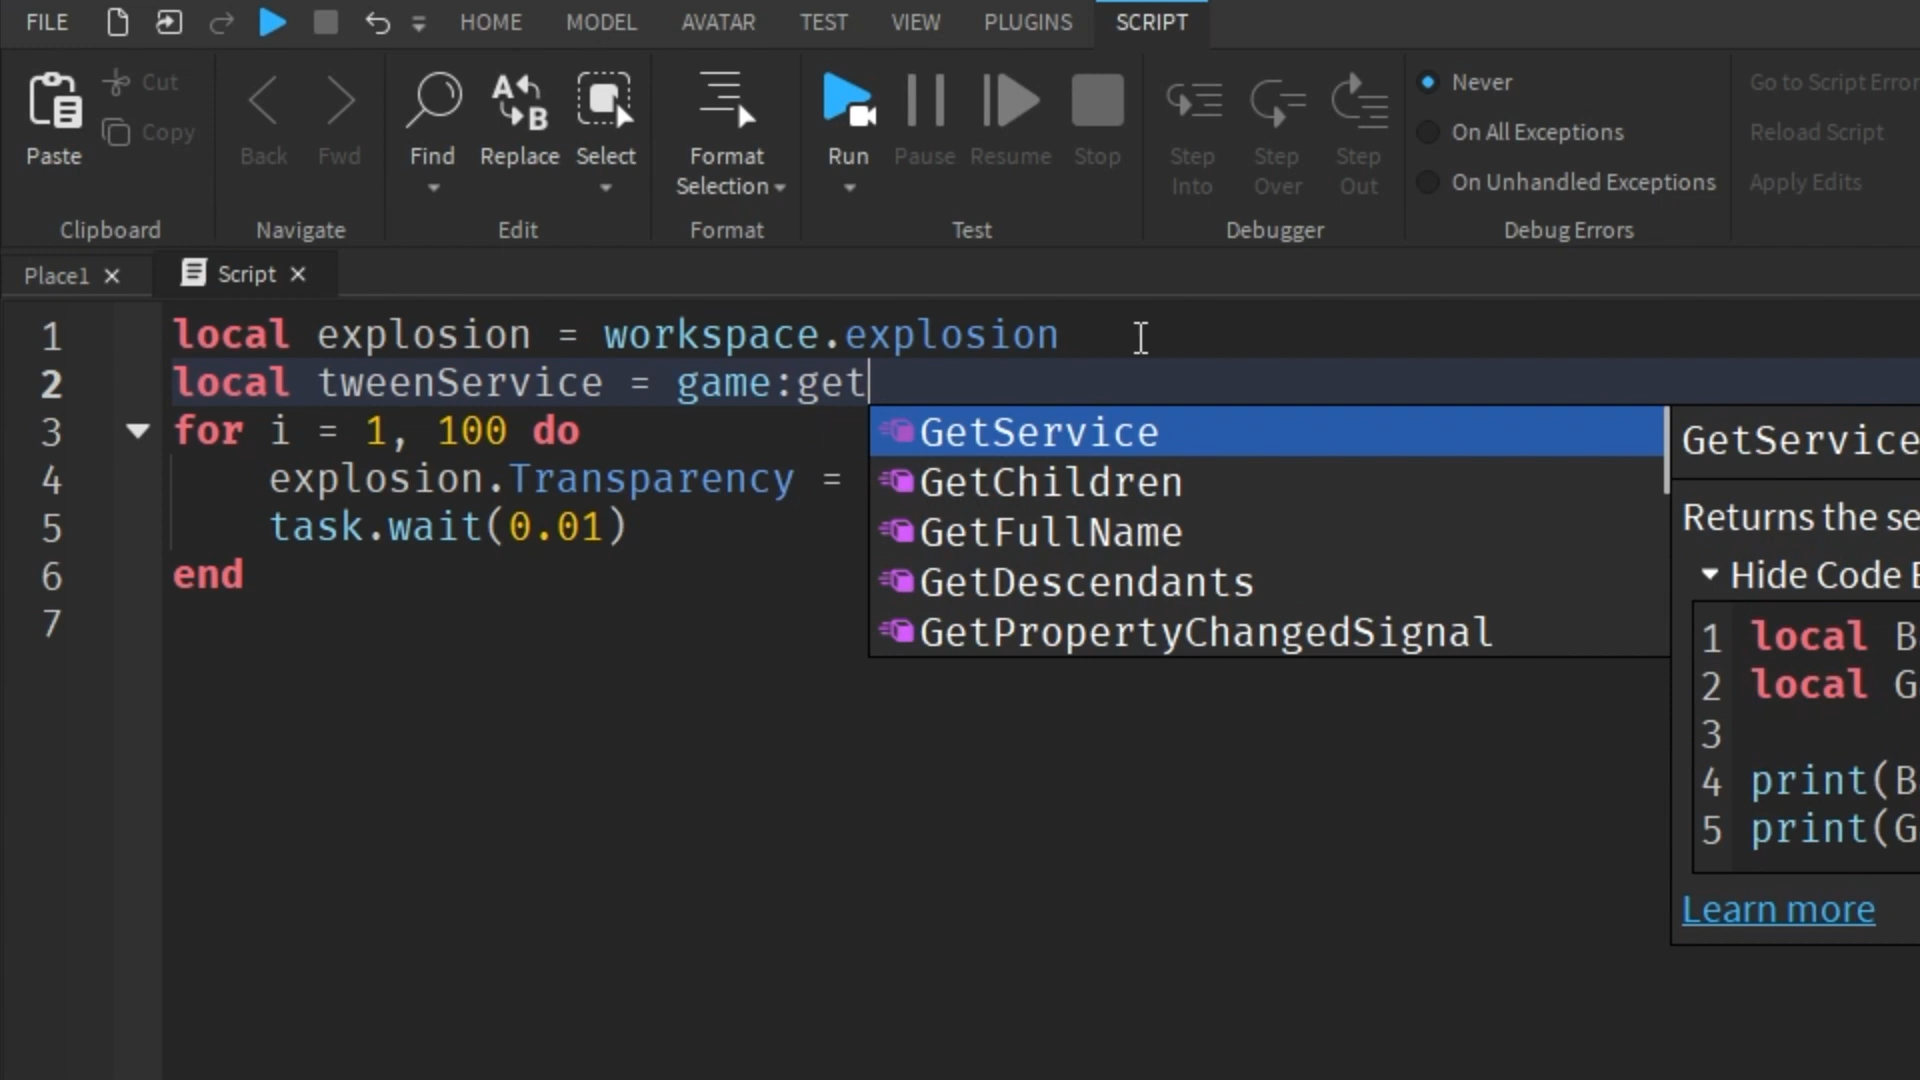 FILE HOME MODEL AVATAR TEST VIEW PLUGINS SCRIPT
Paste
Cut
Copy
Clipboard
Back Fwd
Navigate
Find
Replace
Select
Edit
Format
Selection
Format
Run
Pause
Resume
Stop
Test
Step
Into
Step
Over
Step
Out
Debugger
Never
On All Exceptions
On Unhandled Exceptions
Debug Errors
Go to Script Error
Reload Script
Apply Edits
Place1 Script
1 local explosion = workspace.explosion
2 local tweenService = game:get
3 for i = 1, 100 do
4 explosion.Transparency =
5 task.wait(0.01)
6 end
7
GetService
GetChildren
GetFullName
GetDescendants
GetPropertyChangedSignal
GetService
Returns the se
Hide Code E
1 local B
2 local G
3
4 print(B
5 print(G
Learn more